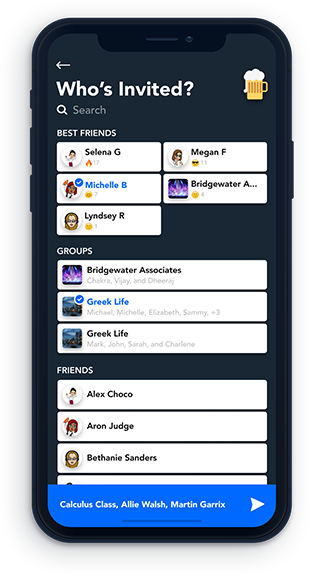 Who's Invited?
Search
BEST FRIENDS
Selena G
17
Megan F
11
Michelle B
7
Bridgewater A...
4
Lyndsey R
1
GROUPS
Bridgewater Associates
Chakra, Vijay, and Dheeraj
Greek Life
Michael, Michelle, Elizabeth, Sammy, +3
Greek Life
Mark, John, Sarah, and Charlene
FRIENDS
Alex Choco
Aron Judge
Bethanie Sanders
Calculus Class, Allie Walsh, Martin Garrix